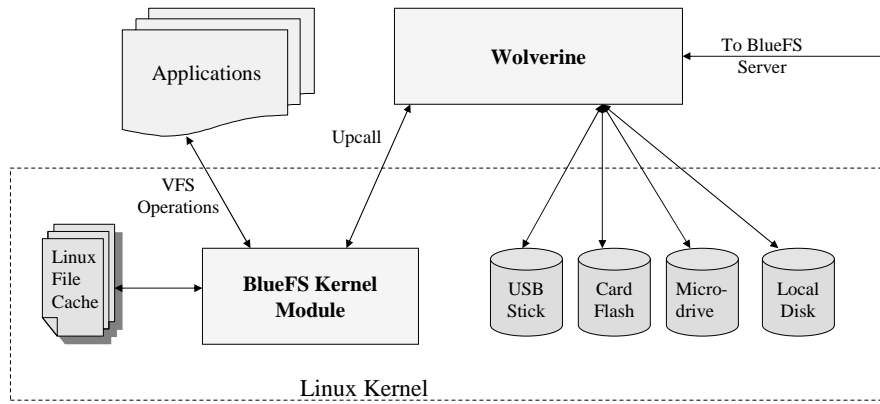 Applications
Wolverine
To BlueFS
Server
Upcall
VFS
Operations
Linux
File
Cache
BlueFS Kernel
Module
USB
Stick
Card
Flash
Micro-
drive
Local
Disk
Linux Kernel